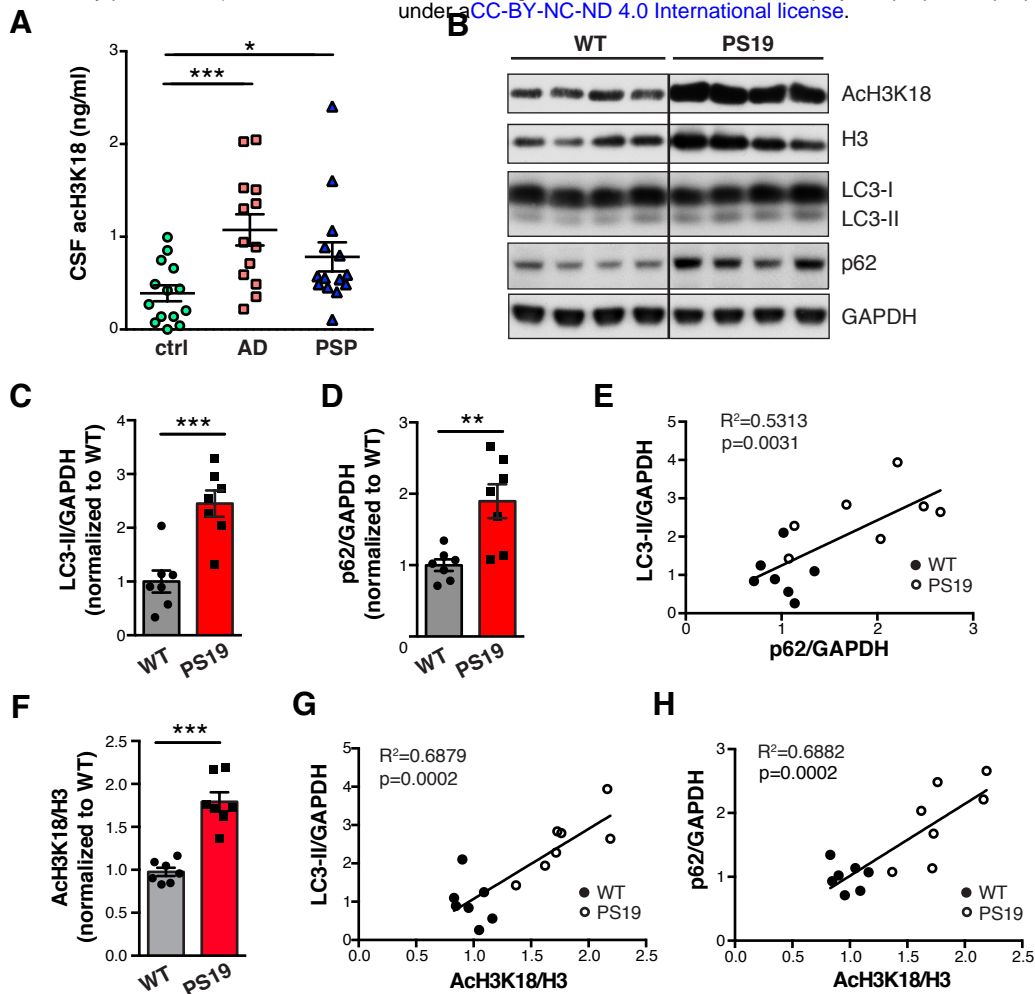 under aCC-BY-NC-ND 4.0 International license.
A
CSF acH3K18 (ng/ml)
3
2
1
0
***
*
ctrl AD PSP
B
WT PS19
AcH3K18
H3
LC3-I
LC3-II
p62
GAPDH
C
LC3-II/GAPDH
(normalized to WT)
4
3
2
1
0
***
WT PS19
D
p62/GAPDH
(normalized to WT)
3
2
1
0
**
WT PS19
E
R²=0.5313
p=0.0031
LC3-II/GAPDH
5
4
3
2
1
0
WT
PS19
0 1 2 3
p62/GAPDH
F
AcH3K18/H3
(normalized to WT)
2.5
2.0
1.5
1.0
0.5
0.0
***
WT PS19
G
R²=0.6879
p=0.0002
LC3-II/GAPDH
5
4
3
2
1
0
WT
PS19
0.0 0.5 1.0 1.5 2.0 2.5
AcH3K18/H3
H
R²=0.6882
p=0.0002
p62/GAPDH
3
2
1
0
WT
PS19
0.0 0.5 1.0 1.5 2.0 2.5
AcH3K18/H3